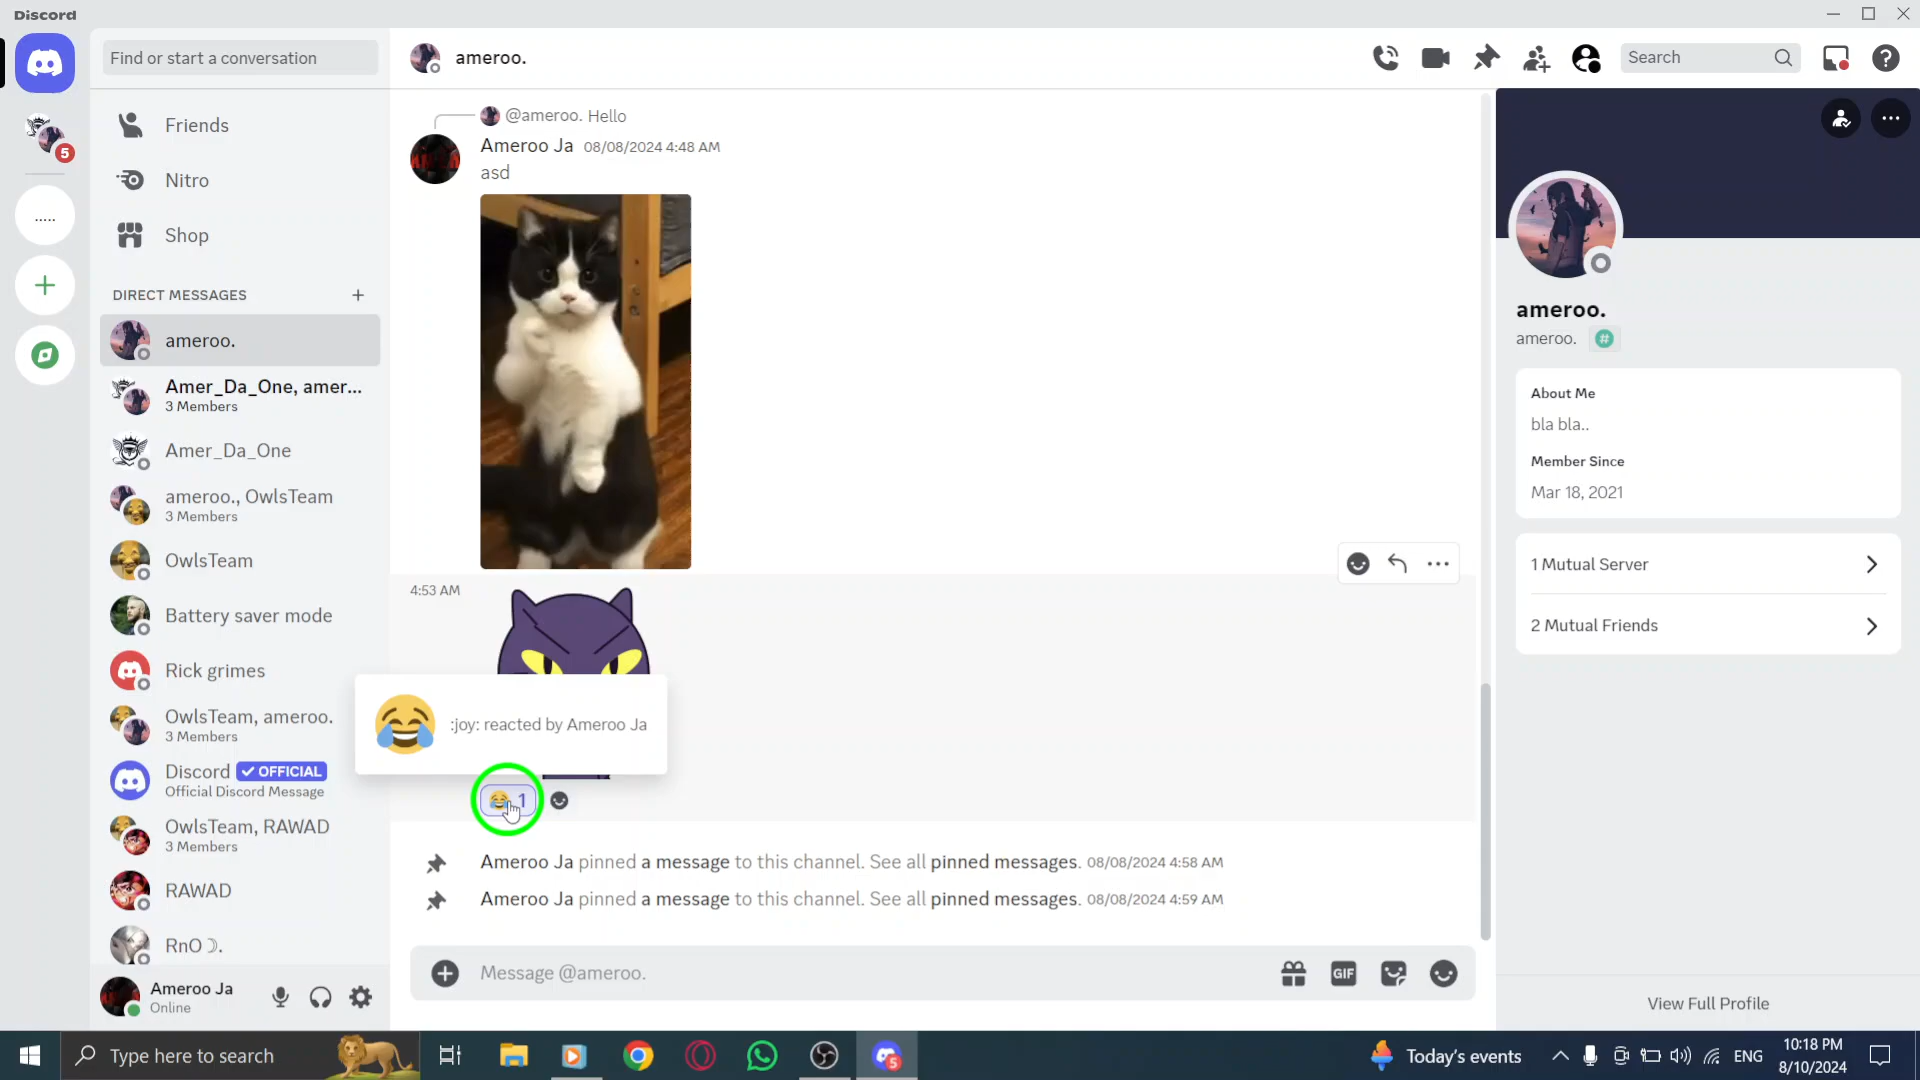 Discord
Find or start a conversation
Friends
Nitro
Shop
DIRECT MESSAGES
ameroo.
Amer_Da_One, amer...
3 Members
Amer_Da_One
ameroo., OwlsTeam
3 Members
OwlsTeam
Battery saver mode
Rick grimes
OwlsTeam, ameroo.
3 Members
Discord OFFICIAL
Official Discord Message
OwlsTeam, RAWAD
3 Members
RAWAD
RnO☽.
Ameroo Ja
Online
5
.....
ameroo.
Search
@ameroo. Hello
Ameroo Ja 08/08/2024 4:48 AM
asd
4:53 AM
:joy: reacted by Ameroo Ja
1
Ameroo Ja pinned a message to this channel. See all pinned messages. 08/08/2024 4:58 AM
Ameroo Ja pinned a message to this channel. See all pinned messages. 08/08/2024 4:59 AM
Message @ameroo.
GIF
ameroo.
ameroo. #
About Me
bla bla..
Member Since
Mar 18, 2021
1 Mutual Server
2 Mutual Friends
View Full Profile
Type here to search
5
Today's events
ENG
10:18 PM
8/10/2024